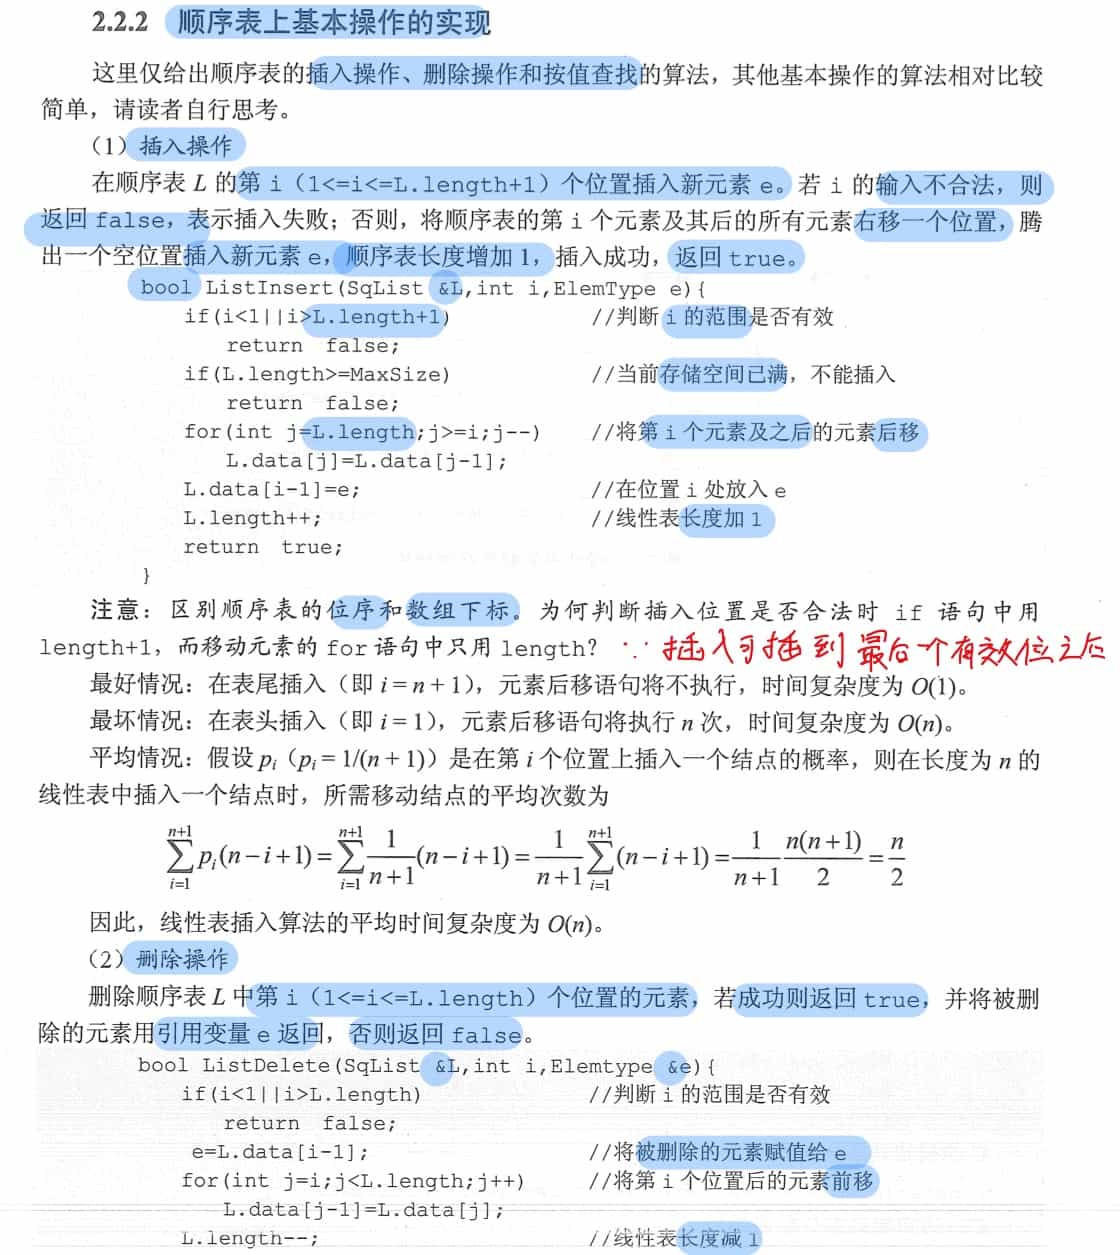 2.2.2 顺序表上基本操作的实现
这里仅给出顺序表的插入操作、删除操作和按值查找的算法，其他基本操作的算法相对比较
简单，请读者自行思考。
（1）插入操作
在顺序表 L 的第 i（1<=i<=L.length+1）个位置插入新元素 e。若 i 的输入不合法，则
返回 false，表示插入失败；否则，将顺序表的第 i 个元素及其后的所有元素右移一个位置，腾
出一个空位置插入新元素 e，顺序表长度增加 1，插入成功，返回 true。
bool ListInsert(SqList &L,int i,ElemType e){
if(i<1||i>L.length+1) //判断 i 的范围是否有效
return false;
if(L.length>=MaxSize) //当前存储空间已满，不能插入
return false;
for(int j=L.length;j>=i;j--) //将第 i 个元素及之后的元素后移
L.data[j]=L.data[j-1];
L.data[i-1]=e; //在位置 i 处放入 e
L.length++; //线性表长度加 1
return true;
}
注意：区别顺序表的位序和数组下标。为何判断插入位置是否合法时 if 语句中用
length+1，而移动元素的 for 语句中只用 length？ ∵ 插入可插到最后一个有效位之后
最好情况：在表尾插入（即 i = n + 1），元素后移语句将不执行，时间复杂度为 O(1)。
最坏情况：在表头插入（即 i = 1），元素后移语句将执行 n 次，时间复杂度为 O(n)。
平均情况：假设 pᵢ（pᵢ = 1/(n + 1)）是在第 i 个位置上插入一个结点的概率，则在长度为 n 的
线性表中插入一个结点时，所需移动结点的平均次数为
∑_{i=1}^{n+1} pᵢ(n−i+1) = ∑_{i=1}^{n+1} \frac{1}{n+1}(n−i+1) = \frac{1}{n+1} ∑_{i=1}^{n+1} (n−i+1) = \frac{1}{n+1} \frac{n(n+1)}{2} = \frac{n}{2}
因此，线性表插入算法的平均时间复杂度为 O(n)。
（2）删除操作
删除顺序表 L 中第 i（1<=i<=L.length）个位置的元素，若成功则返回 true，并将被删
除的元素用引用变量 e 返回，否则返回 false。
bool ListDelete(SqList &L,int i,Elemtype &e){
if(i<1||i>L.length) //判断 i 的范围是否有效
return false;
e=L.data[i-1]; //将被删除的元素赋值给 e
for(int j=i;j<L.length;j++) //将第 i 个位置后的元素前移
L.data[j-1]=L.data[j];
L.length--; //线性表长度减 1